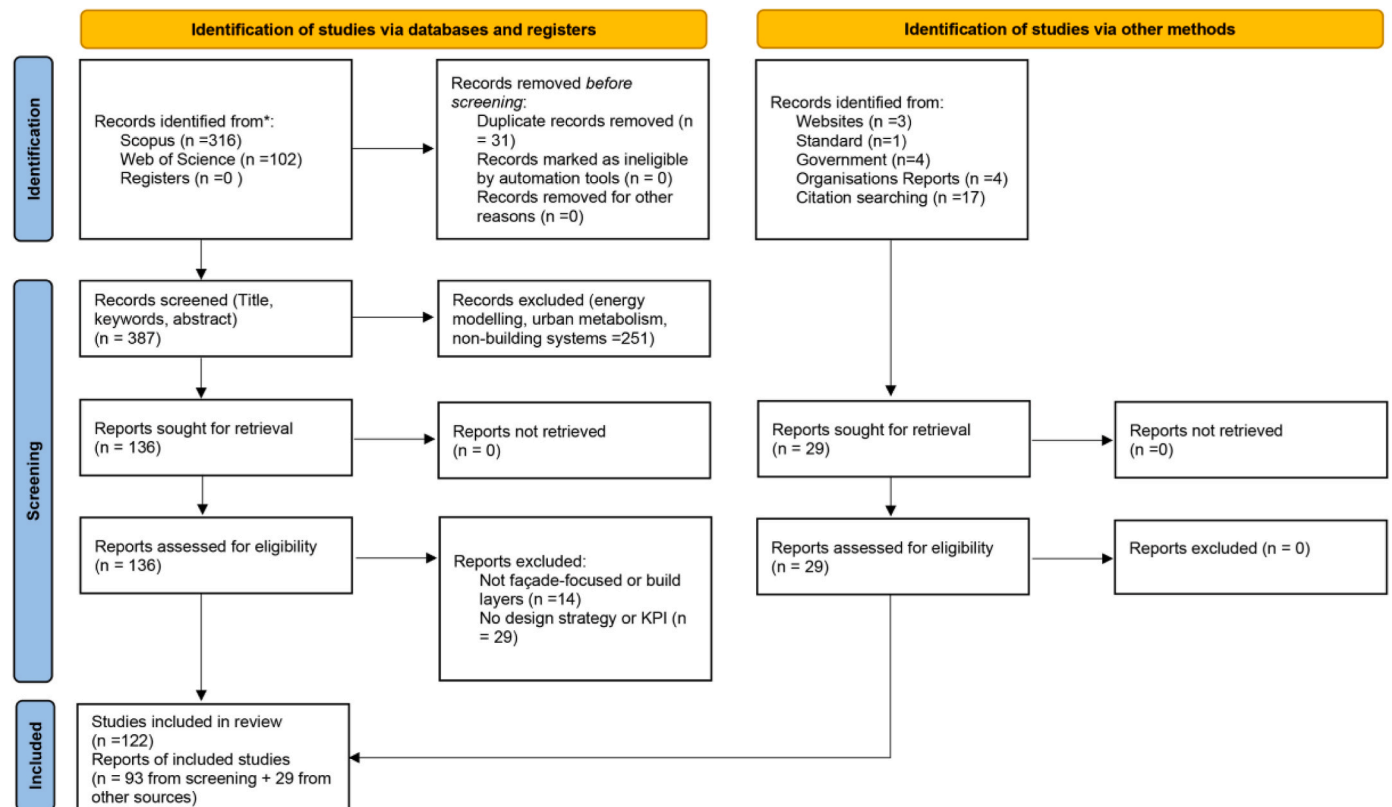 Identification of studies via databases and registers
Identification of studies via other methods
Identification
Records identified from*:
Scopus (n =316)
Web of Science (n =102)
Registers (n =0 )
Records removed before
screening:
Duplicate records removed (n
= 31)
Records marked as ineligible
by automation tools (n = 0)
Records removed for other
reasons (n =0)
Records identified from:
Websites (n =3)
Standard (n=1)
Government (n=4)
Organisations Reports (n =4)
Citation searching (n =17)
Screening
Records screened (Title,
keywords, abstract)
(n = 387)
Records excluded (energy
modelling, urban metabolism,
non-building systems =251)
Reports sought for retrieval
(n = 136)
Reports not retrieved
(n = 0)
Reports sought for retrieval
(n = 29)
Reports not retrieved
(n =0)
Reports assessed for eligibility
(n = 136)
Reports excluded:
Not façade-focused or build
layers (n =14)
No design strategy or KPI (n
= 29)
Reports assessed for eligibility
(n = 29)
Reports excluded (n = 0)
Included
Studies included in review
(n =122)
Reports of included studies
(n = 93 from screening + 29 from
other sources)